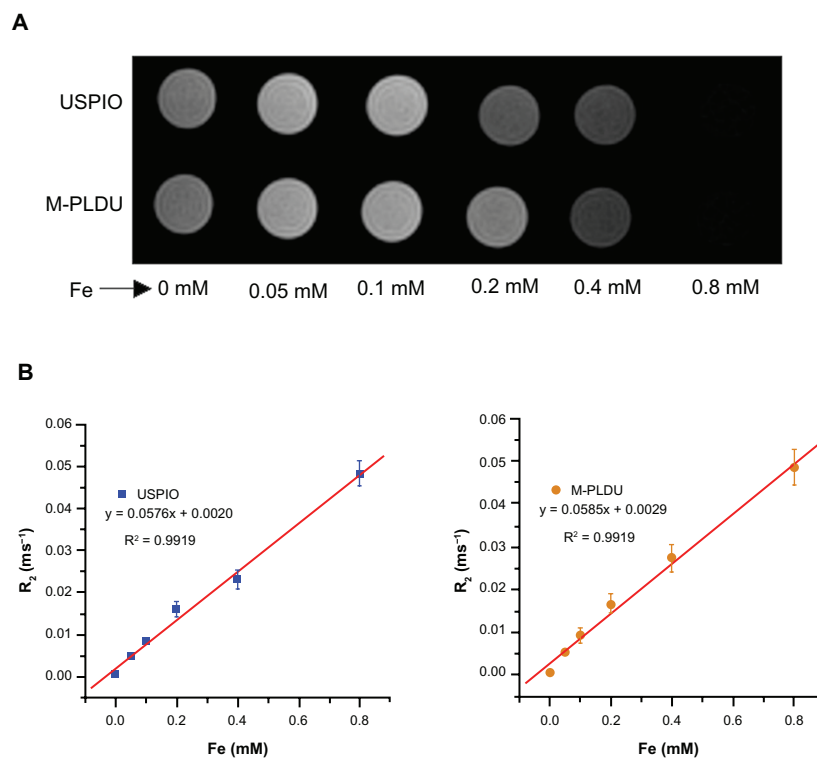 A
USPIO
M-PLDU
Fe 0 mM 0.05 mM 0.1 mM 0.2 mM 0.4 mM 0.8 mM
B
0.06
0.05
0.04
0.03
0.02
0.01
0.00
R₂ (ms⁻¹)
USPIO
y = 0.0576x + 0.0020
R² = 0.9919
0.0 0.2 0.4 0.6 0.8
Fe (mM)
0.06
0.05
0.04
0.03
0.02
0.01
0.00
R₂ (ms⁻¹)
M-PLDU
y = 0.0585x + 0.0029
R² = 0.9919
0.0 0.2 0.4 0.6 0.8
Fe (mM)